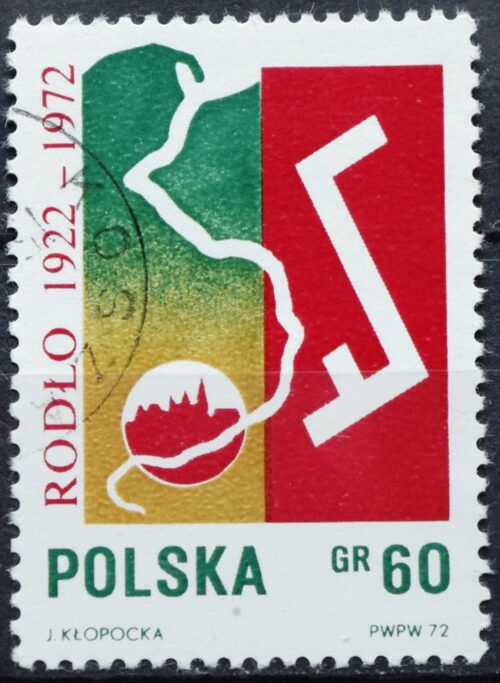 RODŁO 1922 – 1972
POLSKA
GR 60
J. KŁOPOCKA
PWPW 72